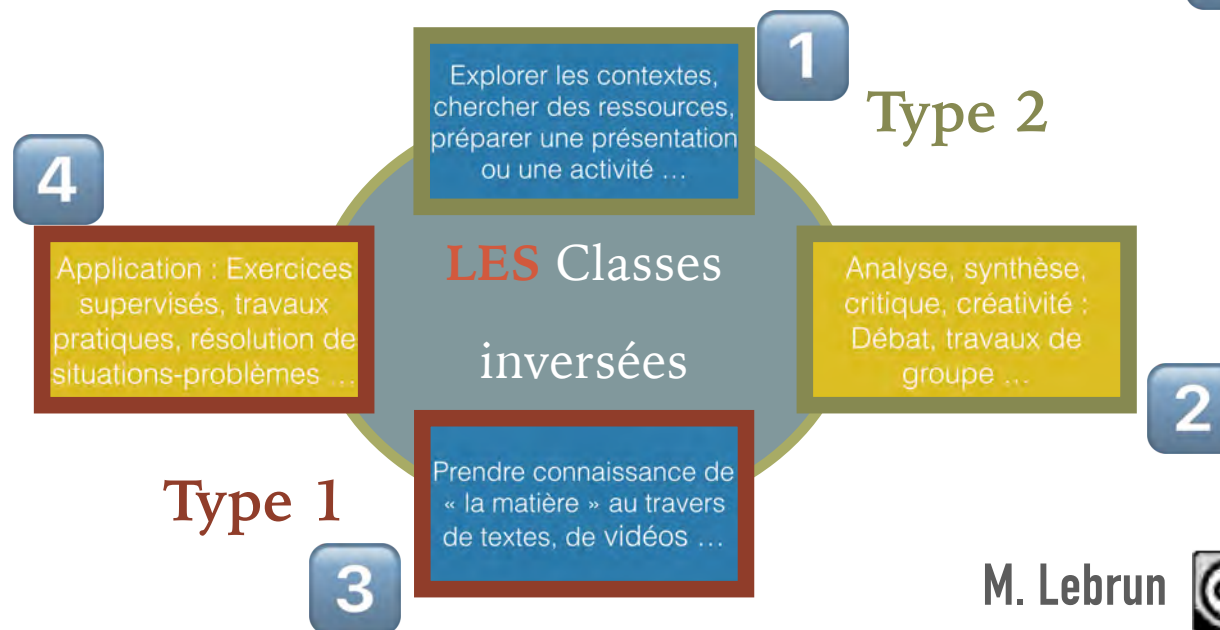 1
Explorer les contextes,
chercher des ressources,
préparer une présentation
ou une activité ...
Type 2
4
Application : Exercices
supervisés, travaux
pratiques, résolution de
situations-problèmes ...
LES Classes
inversées
Analyse, synthèse,
critique, créativité :
Débat, travaux de
groupe ...
2
Type 1
3
Prendre connaissance de
« la matière » au travers
de textes, de vidéos ...
M. Lebrun